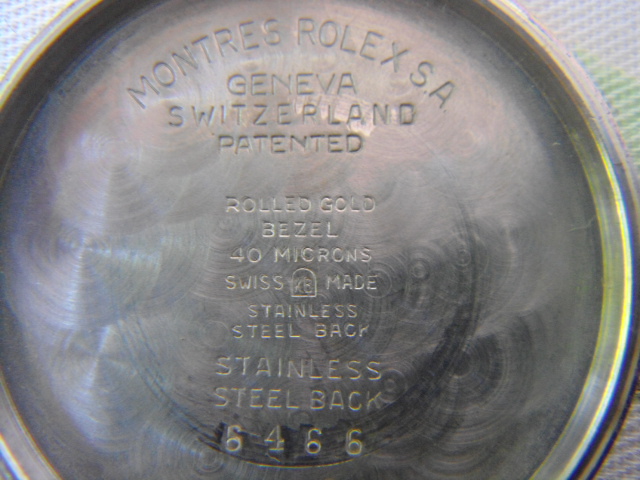 MONTRES ROLEX S.A
GENEVA
SWITZERLAND
PATENTED
ROLLED GOLD
BEZEL
40 MICRONS
SWISS KB MADE
STAINLESS
STEEL BACK
STAINLESS
STEEL BACK
6466